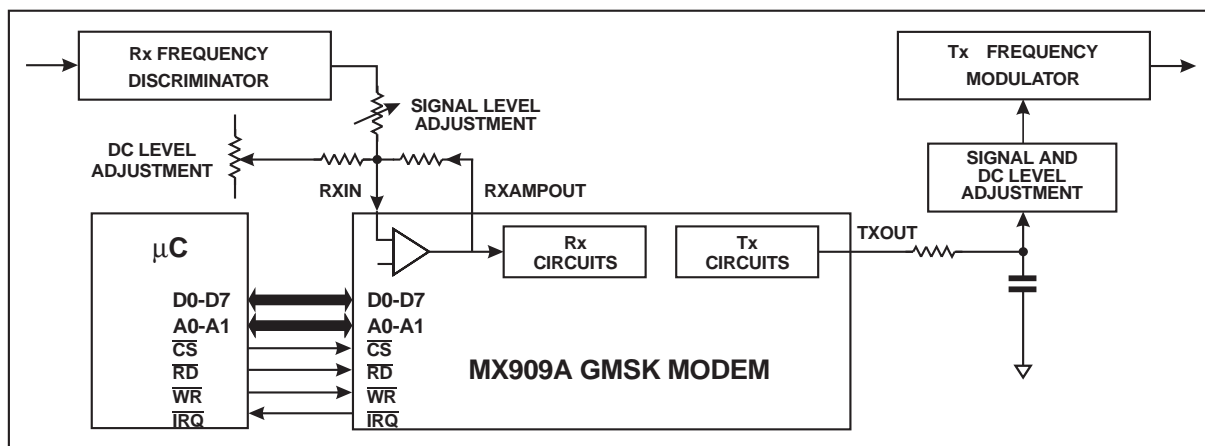 Rx FREQUENCY
DISCRIMINATOR
SIGNAL LEVEL
ADJUSTMENT
DC LEVEL
ADJUSTMENT
RXIN
RXAMPOUT
Tx FREQUENCY
MODULATOR
SIGNAL AND
DC LEVEL
ADJUSTMENT
TXOUT
μC
D0-D7
A0-A1
CS
RD
WR
IRQ
Rx
CIRCUITS
Tx
CIRCUITS
D0-D7
A0-A1
CS
RD
WR
IRQ
MX909A GMSK MODEM